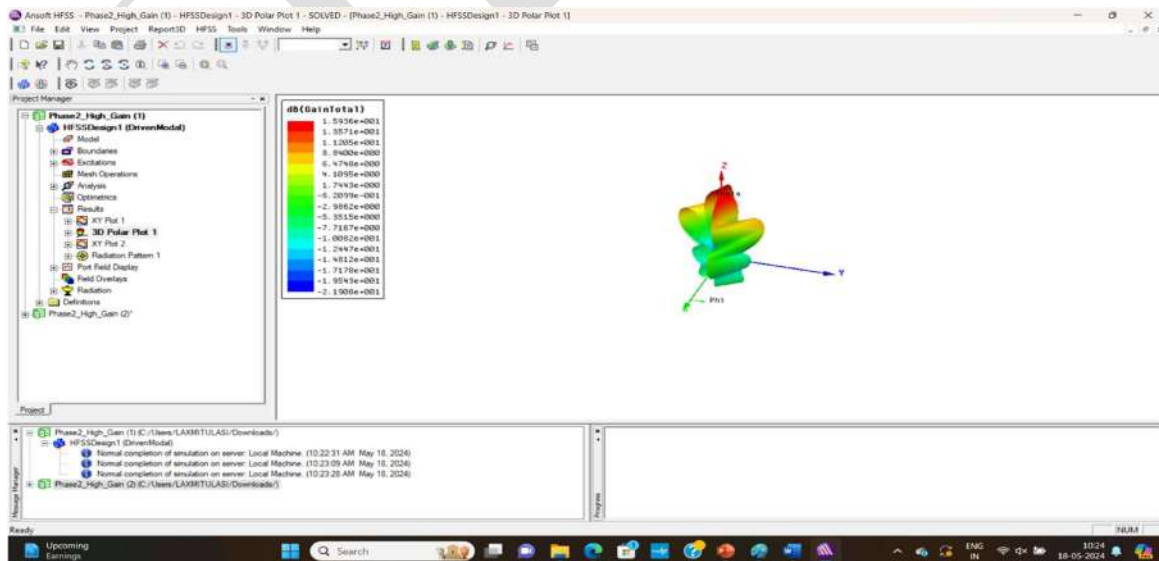 Ansoft HFSS - Phase2_High_Gain (1) - HFSSDesign1 - 3D Polar Plot 1 - SOLVED - [Phase2_High_Gain (1) - HFSSDesign1 - 3D Polar Plot 1]
File Edit View Project Report3D HFSS Tools Window Help
Project Manager
Phase2_High_Gain (1)
HFSSDesign1 (DrivenModal)
Model
Boundaries
Excitations
Mesh Operations
Analysis
Optimetrics
Results
XY Plot 1
3D Polar Plot 1
XY Plot 2
Radiation Pattern 1
Port Field Display
Field Overlays
Radiation
Definitions
Phase2_High_Gain (2)*
Project
dB(GainTotal)
1.5936e+001
1.3571e+001
1.1205e+001
8.8400e+000
6.4748e+000
4.1095e+000
1.7443e+000
-6.2099e-001
-2.9862e+000
-5.3515e+000
-7.7167e+000
-1.0082e+001
-1.2447e+001
-1.4812e+001
-1.7178e+001
-1.9543e+001
-2.1908e+001
Z
Y
Phi
Message Manager
Phase2_High_Gain (1) (C:/Users/LAXMITULASI/Downloads/)
HFSSDesign1 (DrivenModal)
Normal completion of simulation on server: Local Machine. (10:22:31 AM May 18, 2024)
Normal completion of simulation on server: Local Machine. (10:23:09 AM May 18, 2024)
Normal completion of simulation on server: Local Machine. (10:23:28 AM May 18, 2024)
Phase2_High_Gain (2) (C:/Users/LAXMITULASI/Downloads/)
Progress
Ready
NUM
Upcoming
Earnings
Search
ENG
IN
10:24
18-05-2024